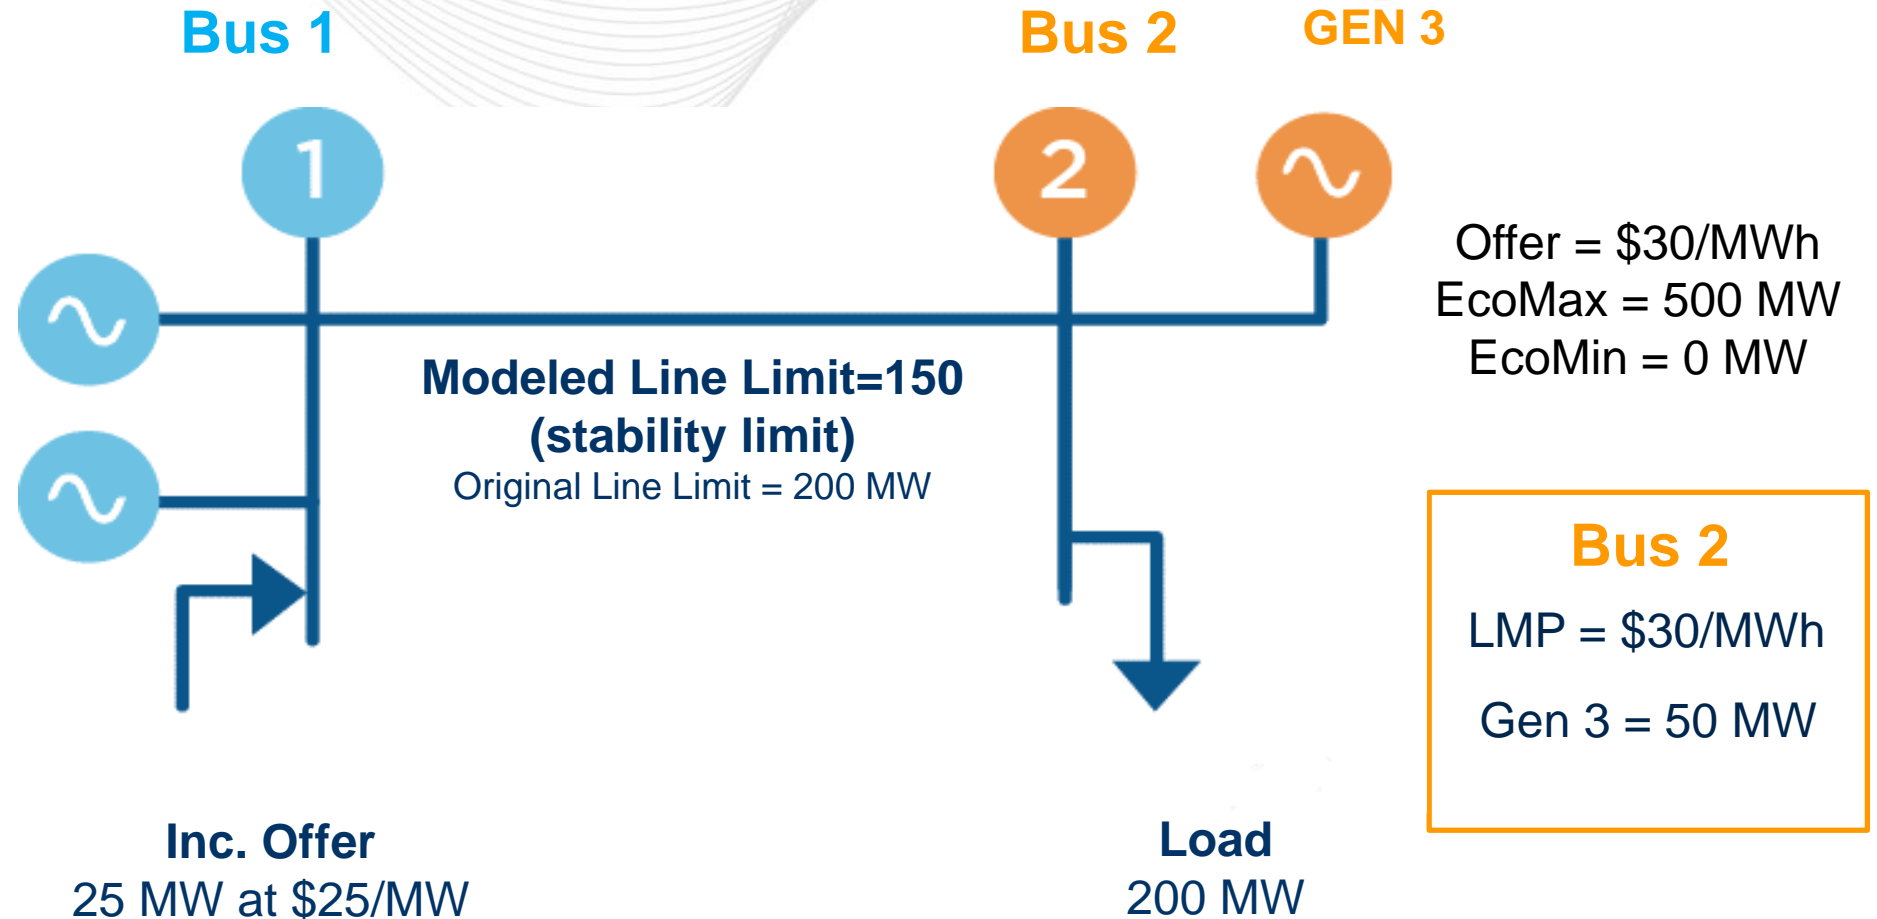 Bus 1
Bus 2
GEN 3
1
2
Offer = $30/MWh
EcoMax = 500 MW
EcoMin = 0 MW
Modeled Line Limit=150
(stability limit)
Original Line Limit = 200 MW
Bus 2
LMP = $30/MWh
Gen 3 = 50 MW
Inc. Offer
25 MW at $25/MW
Load
200 MW